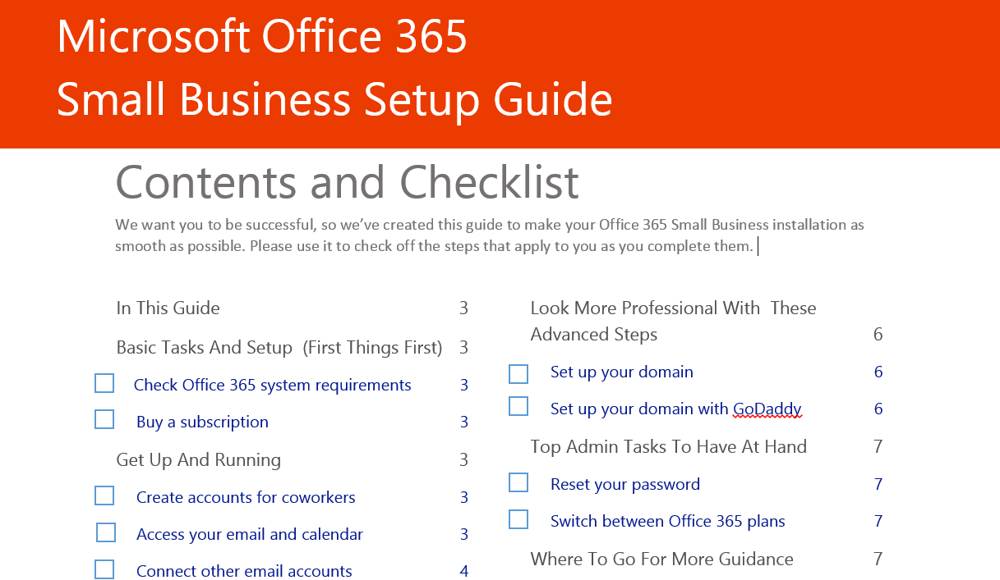 Microsoft Office 365
Small Business Setup Guide
Contents and Checklist
We want you to be successful, so we’ve created this guide to make your Office 365 Small Business installation as
smooth as possible. Please use it to check off the steps that apply to you as you complete them.
In This Guide 3
Basic Tasks And Setup (First Things First) 3
Check Office 365 system requirements 3
Buy a subscription 3
Get Up And Running 3
Create accounts for coworkers 3
Access your email and calendar 3
Connect other email accounts 4
Look More Professional With These
Advanced Steps 6
Set up your domain 6
Set up your domain with GoDaddy 6
Top Admin Tasks To Have At Hand 7
Reset your password 7
Switch between Office 365 plans 7
Where To Go For More Guidance 7